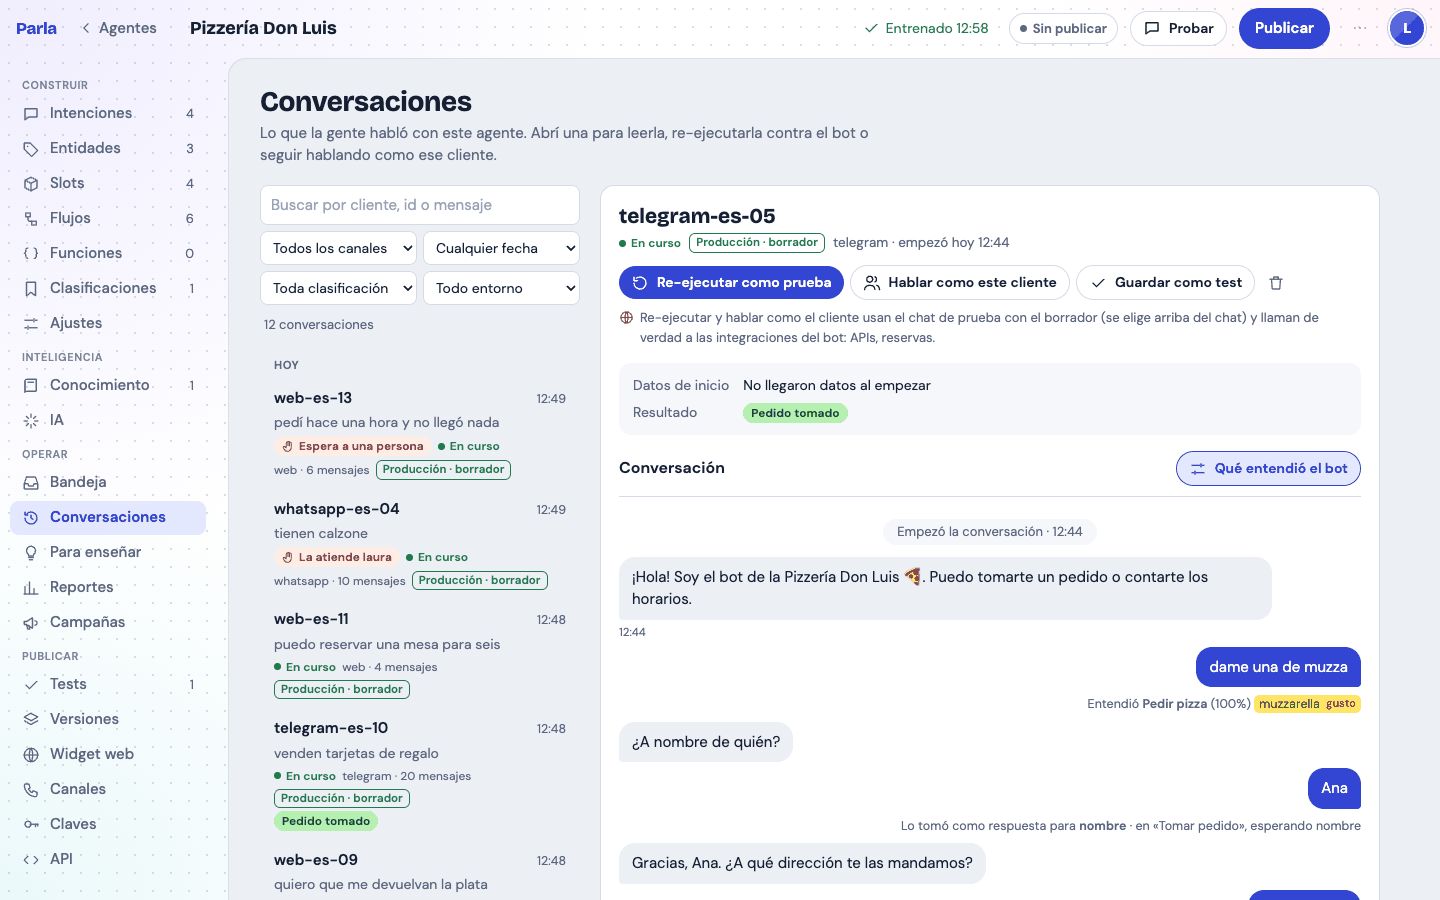 Parla
Agentes
Pizzería Don Luis
Entrenado 12:58
Sin publicar
Probar
Publicar
L
CONSTRUIR
Intenciones 4
Entidades 3
Slots 4
Flujos 6
Funciones 0
Clasificaciones 1
Ajustes
INTELIGENCIA
Conocimiento 1
IA
OPERAR
Bandeja
Conversaciones
Para enseñar
Reportes
Campañas
PUBLICAR
Tests 1
Versiones
Widget web
Canales
Claves
API
Conversaciones
Lo que la gente habló con este agente. Abrí una para leerla, re-ejecutarla contra el bot o
seguir hablando como ese cliente.
Buscar por cliente, id o mensaje
Todos los canales
Cualquier fecha
Toda clasificación
Todo entorno
12 conversaciones
HOY
web-es-13 12:49
pedí hace una hora y no llegó nada
Espera a una persona En curso
web · 6 mensajes Producción · borrador
whatsapp-es-04 12:49
tienen calzone
La atiende laura En curso
whatsapp · 10 mensajes Producción · borrador
web-es-11 12:48
puedo reservar una mesa para seis
En curso web · 4 mensajes
Producción · borrador
telegram-es-10 12:48
venden tarjetas de regalo
En curso telegram · 20 mensajes
Producción · borrador
Pedido tomado
web-es-09 12:48
quiero que me devuelvan la plata
telegram-es-05
En curso Producción · borrador telegram · empezó hoy 12:44
Re-ejecutar como prueba
Hablar como este cliente
Guardar como test
Re-ejecutar y hablar como el cliente usan el chat de prueba con el borrador (se elige arriba del chat) y llaman de
verdad a las integraciones del bot: APIs, reservas.
Datos de inicio No llegaron datos al empezar
Resultado Pedido tomado
Conversación
Qué entendió el bot
Empezó la conversación · 12:44
¡Hola! Soy el bot de la Pizzería Don Luis 🍕. Puedo tomarte un pedido o contarte los
horarios.
12:44
dame una de muzza
Entendió Pedir pizza (100%) muzzarella gusto
¿A nombre de quién?
Ana
Lo tomó como respuesta para nombre · en «Tomar pedido», esperando nombre
Gracias, Ana. ¿A qué dirección te las mandamos?